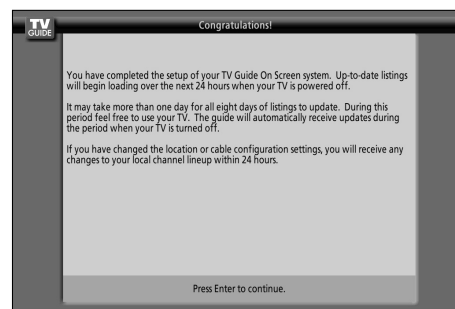 TV
GUIDE
Congratulations!
You have completed the setup of your TV Guide On Screen system. Up-to-date listings
will begin loading over the next 24 hours when your TV is powered off.
It may take more than one day for all eight days of listings to update. During this
period feel free to use your TV. The guide will automatically receive updates during
the period when your TV is turned off.
If you have changed the location or cable configuration settings, you will receive any
changes to your local channel lineup within 24 hours.
Press Enter to continue.